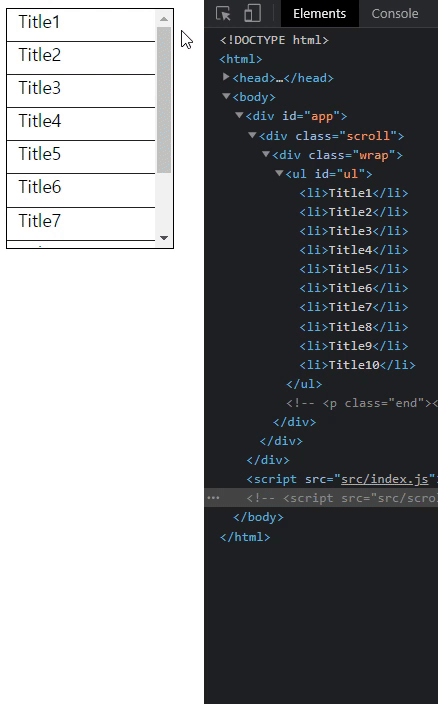 Title1
Title2
Title3
Title4
Title5
Title6
Title7
Elements Console
<!DOCTYPE html>
<html>
<head>…</head>
<body>
<div id="app">
<div class="scroll">
<div class="wrap">
<ul id="ul">
<li>Title1</li>
<li>Title2</li>
<li>Title3</li>
<li>Title4</li>
<li>Title5</li>
<li>Title6</li>
<li>Title7</li>
<li>Title8</li>
<li>Title9</li>
<li>Title10</li>
</ul>
<!-- <p class="end"><
</div>
</div>
</div>
<script src="src/index.js"
<!-- <script src="src/scro
</body>
</html>